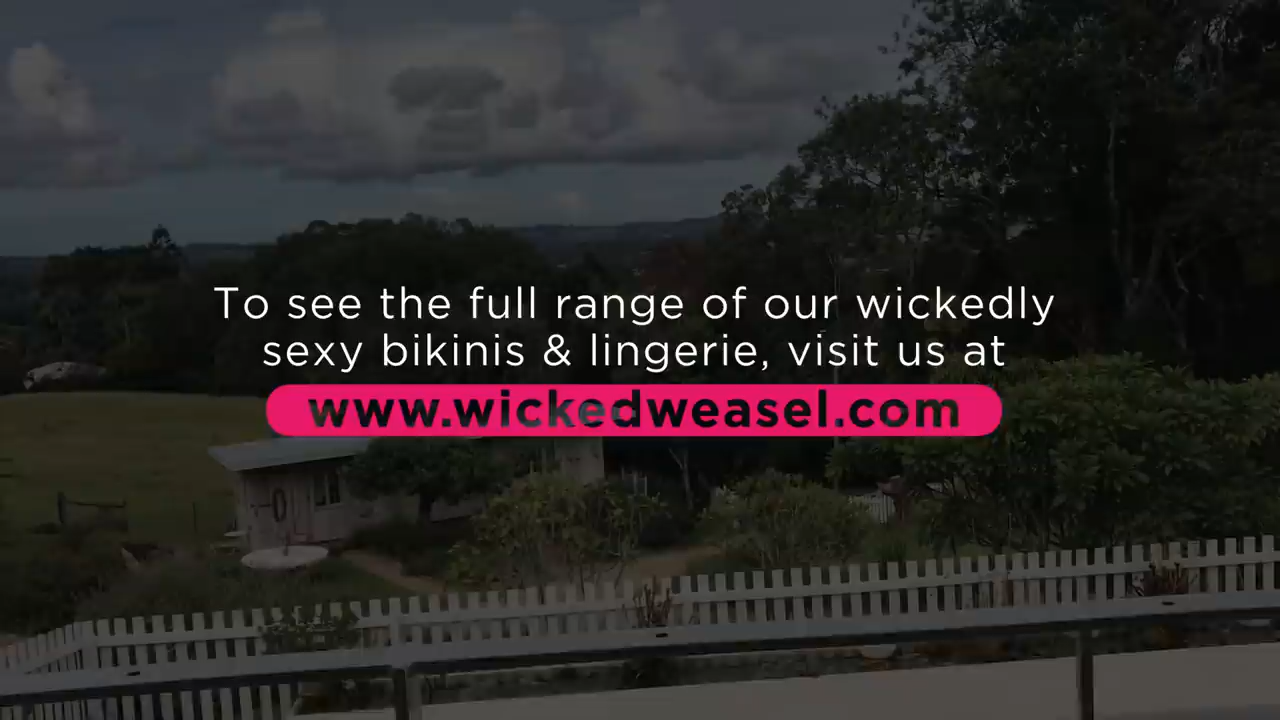 To see the full range of our wickedly
sexy bikinis & lingerie, visit us at
www.wickedweasel.com